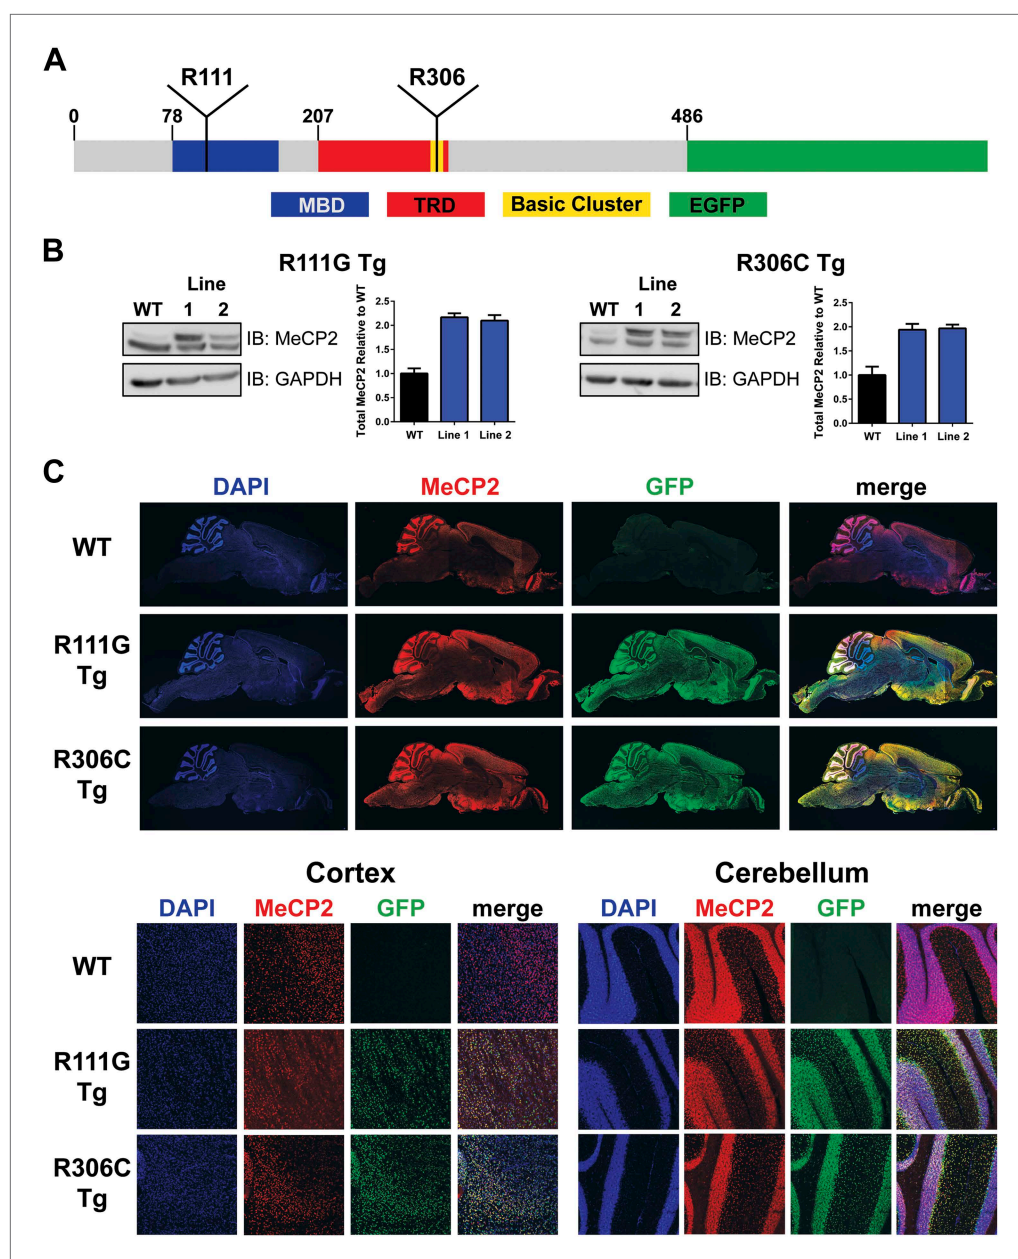 A
R111 R306
0 78 207 486
MBD TRD Basic Cluster EGFP
B
R111G Tg
Line
WT 1 2
IB: MeCP2
IB: GAPDH
Total MeCP2 Relative to WT
2.5
2.0
1.5
1.0
0.5
0.0
WT Line 1 Line 2
R306C Tg
Line
WT 1 2
IB: MeCP2
IB: GAPDH
Total MeCP2 Relative to WT
2.5
2.0
1.5
1.0
0.5
0.0
WT Line 1 Line 2
C
DAPI MeCP2 GFP merge
WT
R111G
Tg
R306C
Tg
Cortex Cerebellum
DAPI MeCP2 GFP merge DAPI MeCP2 GFP merge
WT
R111G
Tg
R306C
Tg